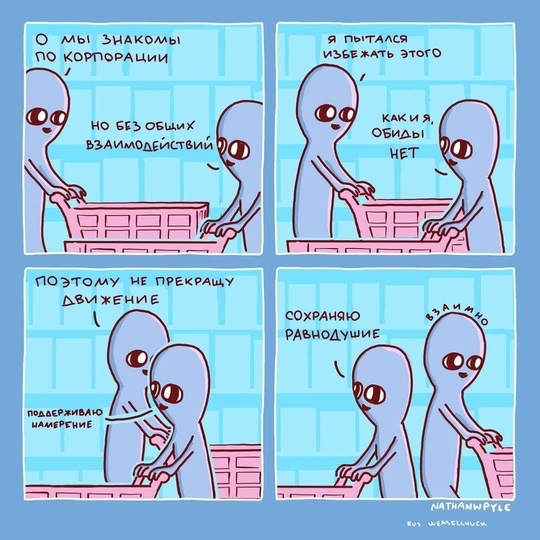 О МЫ ЗНАКОМЫ
ПО КОРПОРАЦИИ
НО БЕЗ ОБЩИХ
ВЗАИМОДЕЙСТВИЙ
Я ПЫТАЛСЯ
ИЗБЕЖАТЬ ЭТОГО
КАК И Я,
ОБИДЫ
НЕТ
ПОЭТОМУ НЕ ПРЕКРАЩУ
ДВИЖЕНИЕ
ПОДДЕРЖИВАЮ
НАМЕРЕНИЕ
СОХРАНЯЮ
РАВНОДУШИЕ
ВЗАИМНО
NATHANWPYLE
RUS WEASELCHUCK